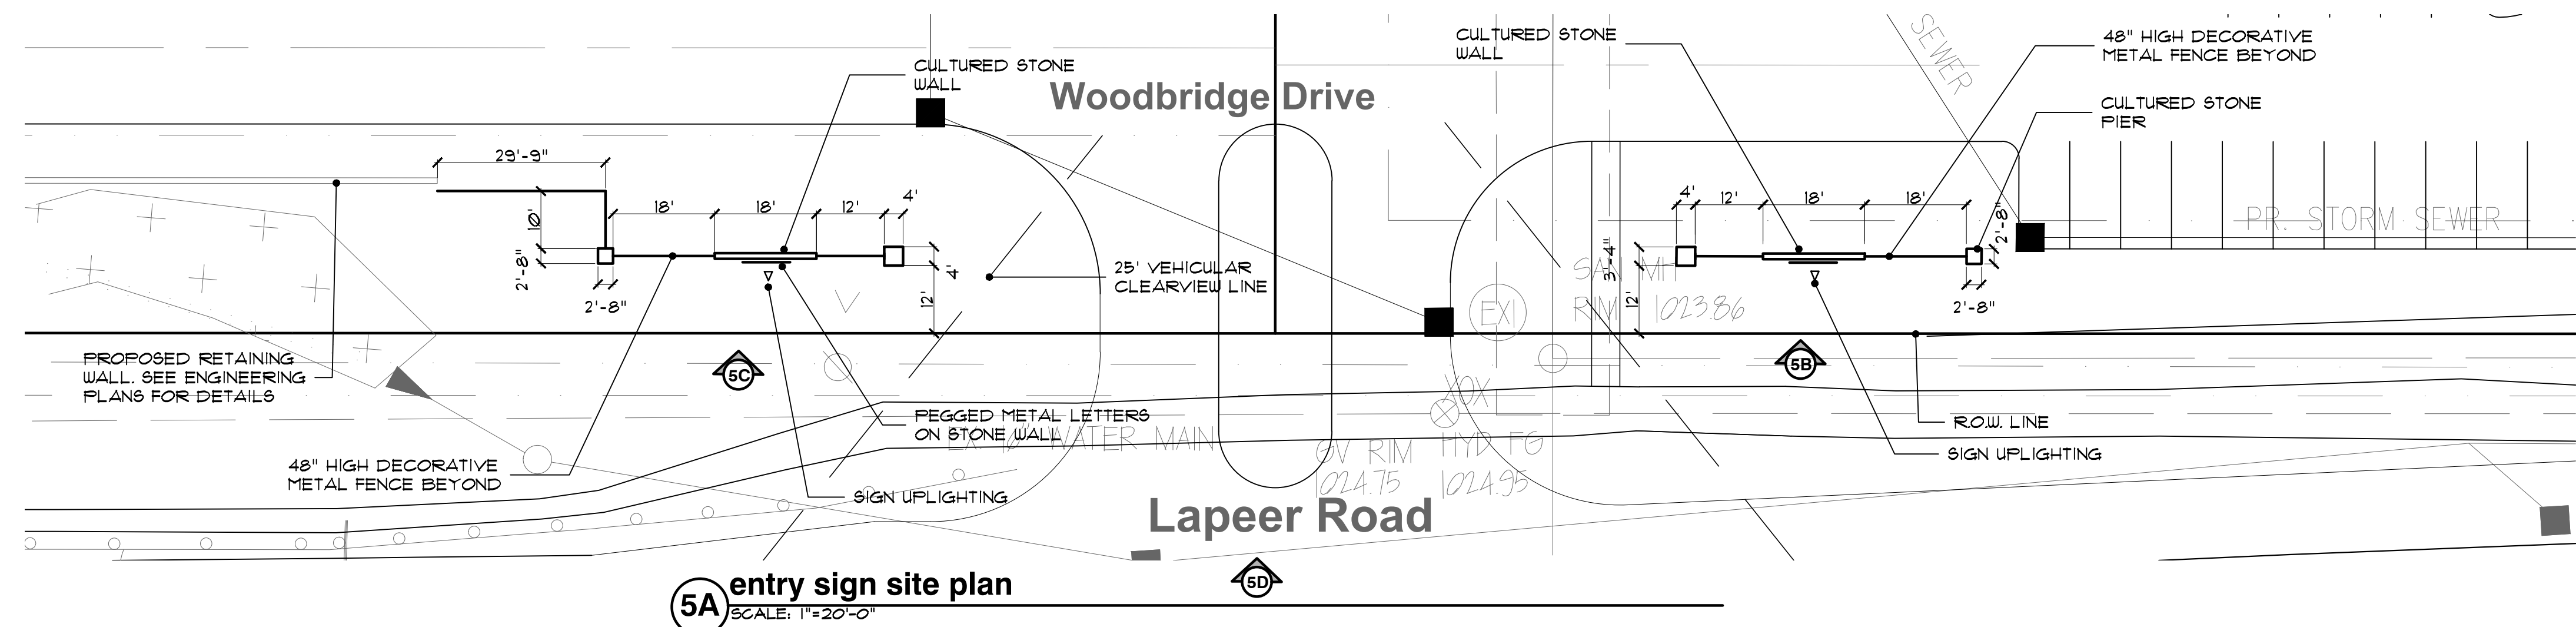 CULTURED STONE
WALL
Woodbridge Drive
CULTURED STONE
WALL
SEWER
48" HIGH DECORATIVE
METAL FENCE BEYOND
CULTURED STONE
PIER
29'-9"
10'
2'-8"
2'-8"
18'
18'
12'
4'
4'
12'
25' VEHICULAR
CLEARVIEW LINE
4'
12'
18'
18'
2'-8"
3'-4"
12'
2'-8"
PR. STORM SEWER
SAN MH
RIM 1023.86
EX1
PROPOSED RETAINING
WALL. SEE ENGINEERING
PLANS FOR DETAILS
5C
5B
PEGGED METAL LETTERS
ON STONE WALL
EX. 10" WATER MAIN
GV RIM
1024.75
HYD FG
1024.95
R.O.W. LINE
SIGN UPLIGHTING
48" HIGH DECORATIVE
METAL FENCE BEYOND
SIGN UPLIGHTING
Lapeer Road
5D
5A
entry sign site plan
SCALE: 1"=20'-0"